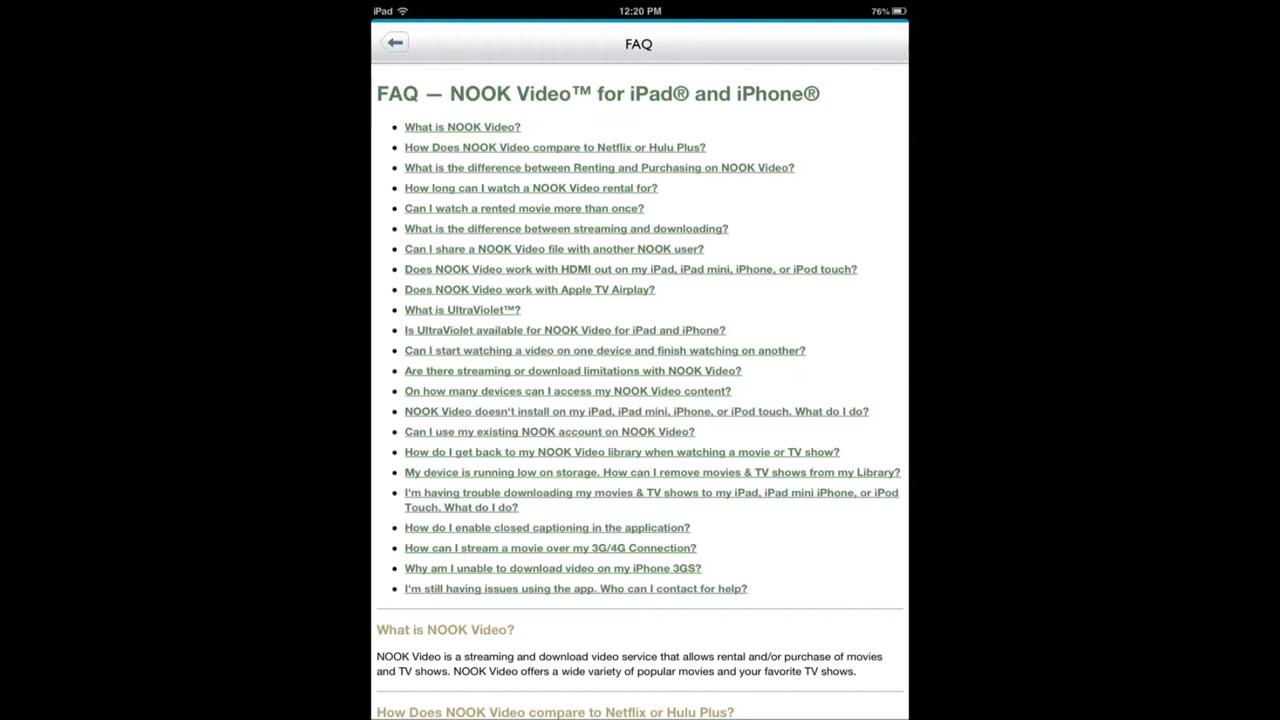 iPad
12:20 PM
76%
FAQ
FAQ — NOOK Video™ for iPad® and iPhone®
• What is NOOK Video?
• How Does NOOK Video compare to Netflix or Hulu Plus?
• What is the difference between Renting and Purchasing on NOOK Video?
• How long can I watch a NOOK Video rental for?
• Can I watch a rented movie more than once?
• What is the difference between streaming and downloading?
• Can I share a NOOK Video file with another NOOK user?
• Does NOOK Video work with HDMI out on my iPad, iPad mini, iPhone, or iPod touch?
• Does NOOK Video work with Apple TV Airplay?
• What is UltraViolet™?
• Is UltraViolet available for NOOK Video for iPad and iPhone?
• Can I start watching a video on one device and finish watching on another?
• Are there streaming or download limitations with NOOK Video?
• On how many devices can I access my NOOK Video content?
• NOOK Video doesn't install on my iPad, iPad mini, iPhone, or iPod touch. What do I do?
• Can I use my existing NOOK account on NOOK Video?
• How do I get back to my NOOK Video library when watching a movie or TV show?
• My device is running low on storage. How can I remove movies & TV shows from my Library?
• I'm having trouble downloading my movies & TV shows to my iPad, iPad mini iPhone, or iPod
Touch. What do I do?
• How do I enable closed captioning in the application?
• How can I stream a movie over my 3G/4G Connection?
• Why am I unable to download video on my iPhone 3GS?
• I'm still having issues using the app. Who can I contact for help?
What is NOOK Video?
NOOK Video is a streaming and download video service that allows rental and/or purchase of movies
and TV shows. NOOK Video offers a wide variety of popular movies and your favorite TV shows.
How Does NOOK Video compare to Netflix or Hulu Plus?